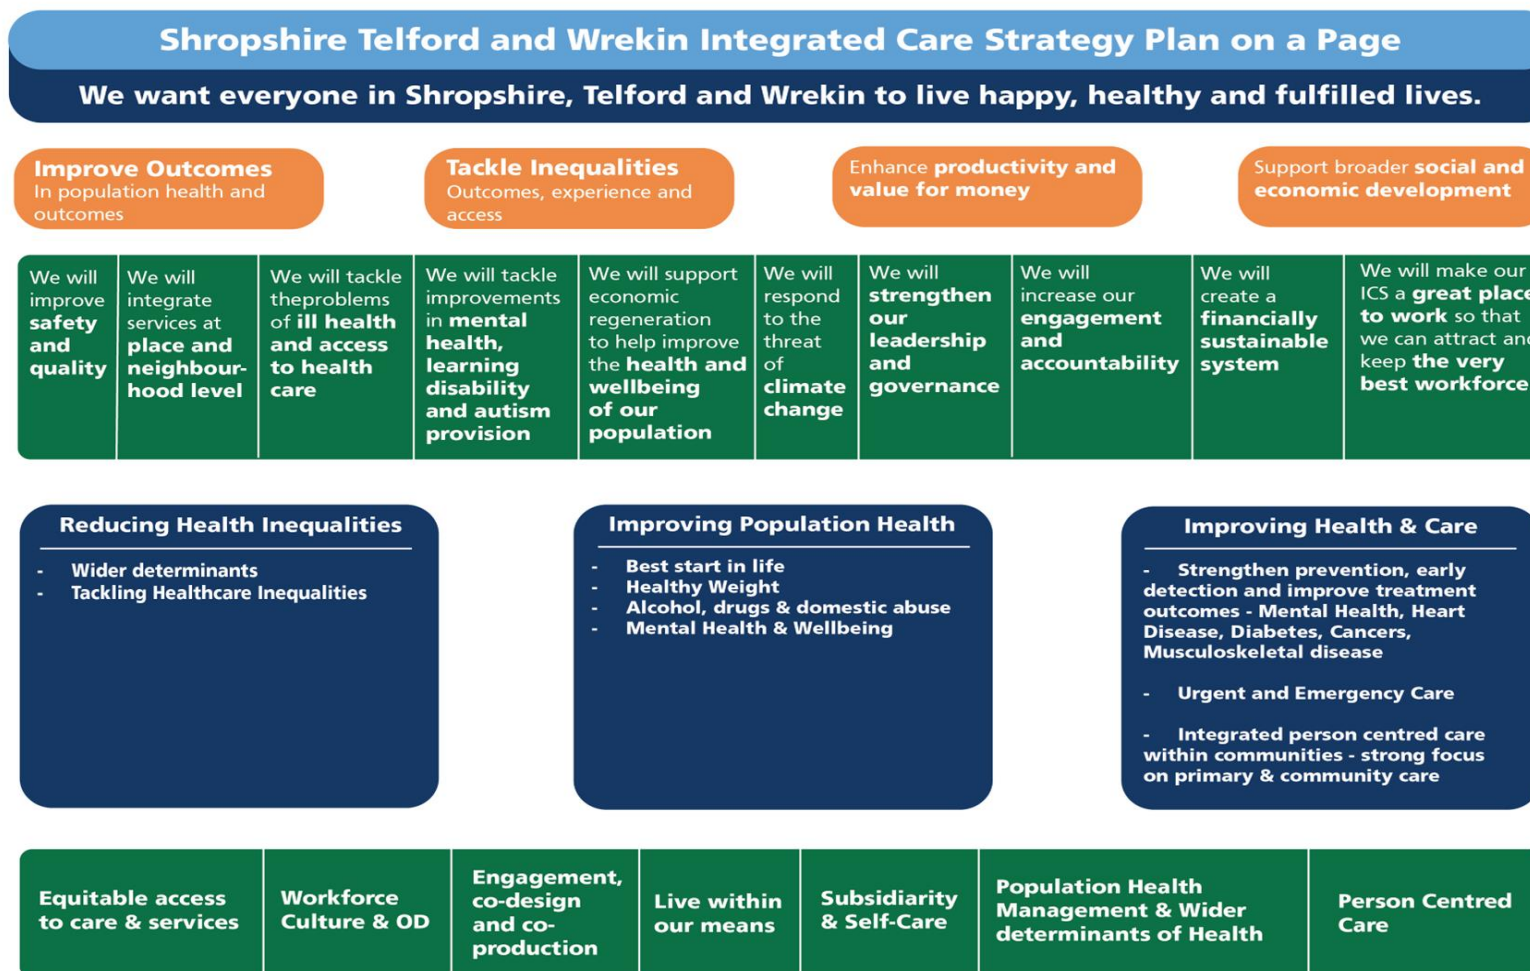 Shropshire Telford and Wrekin Integrated Care Strategy Plan on a Page
We want everyone in Shropshire, Telford and Wrekin to live happy, healthy and fulfilled lives.
Improve Outcomes
In population health and
outcomes
Tackle Inequalities
Outcomes, experience and
access
Enhance productivity and
value for money
Support broader social and
economic development
We will
improve
safety
and
quality
We will
integrate
services at
place and
neighbour-
hood level
We will tackle
theproblems
of ill health
and access
to health
care
We will tackle
improvements
in mental
health,
learning
disability
and autism
provision
We will support
economic
regeneration
to help improve
the health and
wellbeing
of our
population
We will
respond
to the
threat
of
climate
change
We will
strengthen
our
leadership
and
governance
We will
increase our
engagement
and
accountability
We will
create a
financially
sustainable
system
We will make our
ICS a great place
to work so that
we can attract and
keep the very
best workforce
Reducing Health Inequalities
- Wider determinants
- Tackling Healthcare Inequalities
Improving Population Health
- Best start in life
- Healthy Weight
- Alcohol, drugs & domestic abuse
- Mental Health & Wellbeing
Improving Health & Care
- Strengthen prevention, early
detection and improve treatment
outcomes - Mental Health, Heart
Disease, Diabetes, Cancers,
Musculoskeletal disease
- Urgent and Emergency Care
- Integrated person centred care
within communities - strong focus
on primary & community care
Equitable access
to care & services
Workforce
Culture & OD
Engagement,
co-design
and co-
production
Live within
our means
Subsidiarity
& Self-Care
Population Health
Management & Wider
determinants of Health
Person Centred
Care